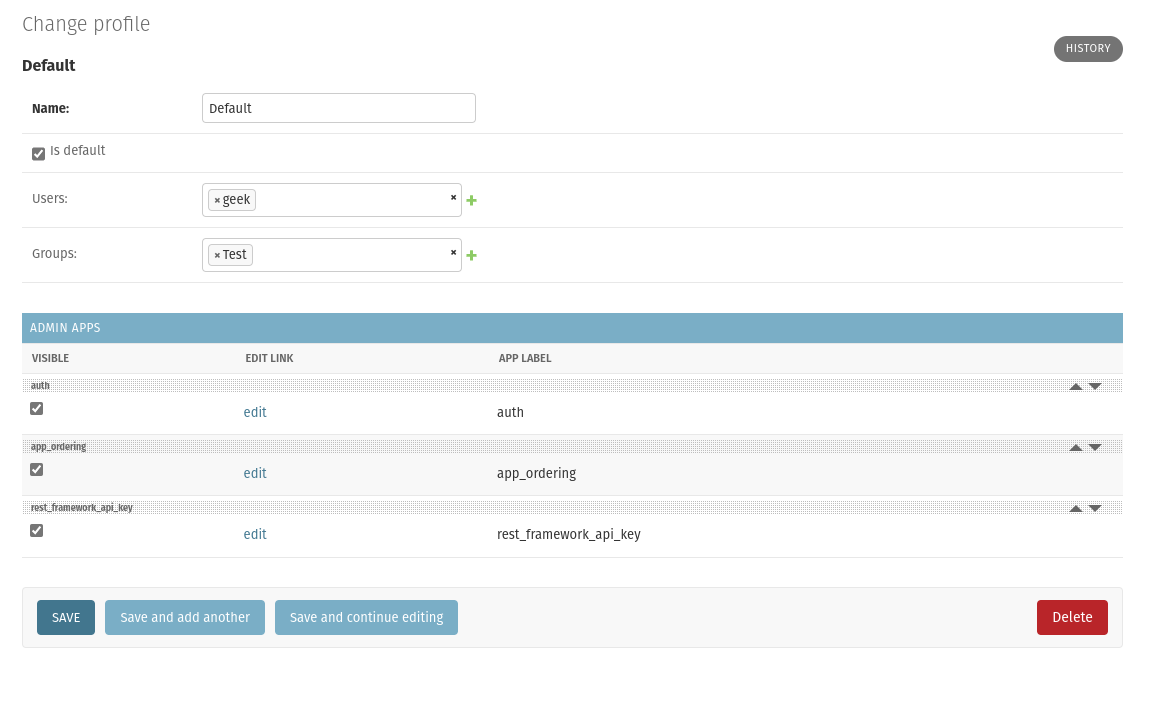 Change profile
HISTORY
Default
Name: Default
Is default
Users: × geek ×
Groups: × Test ×
ADMIN APPS
VISIBLE EDIT LINK APP LABEL
auth
edit auth
app_ordering
edit app_ordering
rest_framework_api_key
edit rest_framework_api_key
SAVE Save and add another Save and continue editing Delete